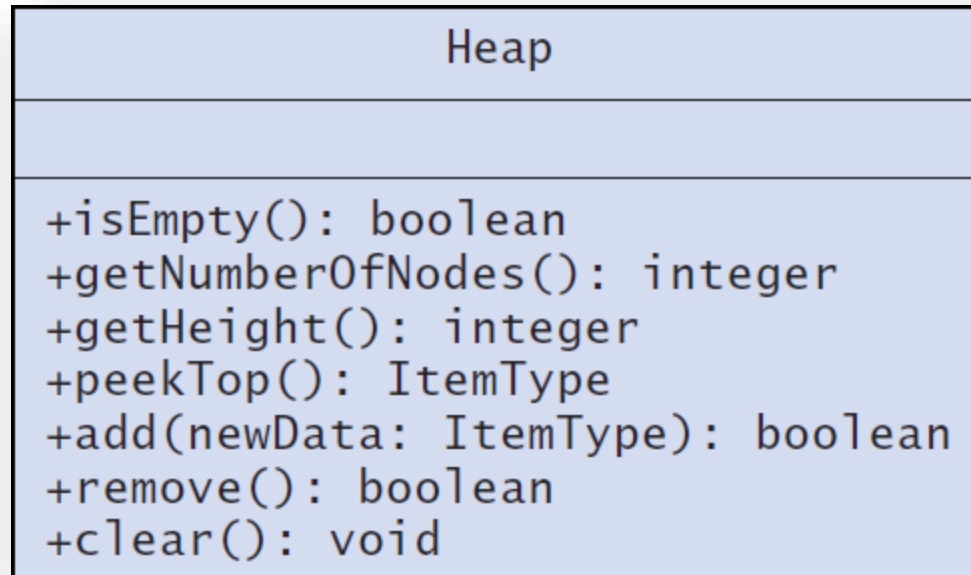 Heap
+isEmpty(): boolean
+getNumberOfNodes(): integer
+getHeight(): integer
+peekTop(): ItemType
+add(newData: ItemType): boolean
+remove(): boolean
+clear(): void